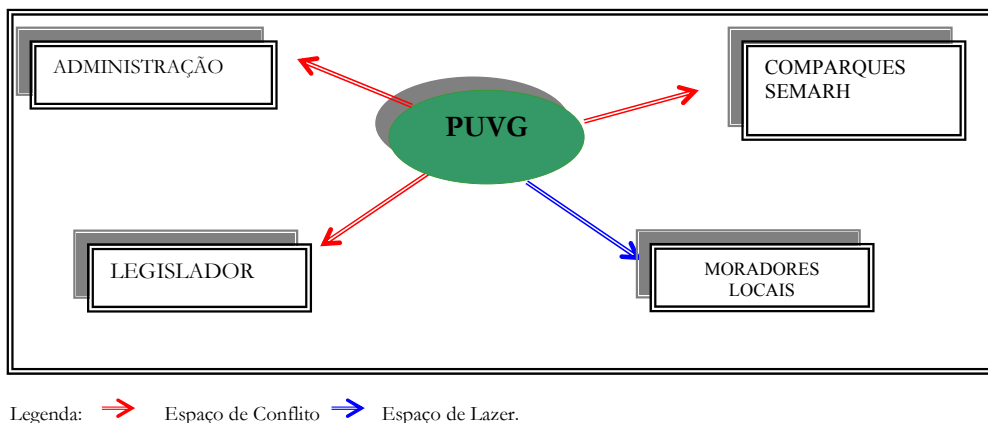 ADMINISTRAÇÃO
COMPARQUES
SEMARH
PUVG
LEGISLADOR
MORADORES
LOCAIS
Legenda: Espaço de Conflito Espaço de Lazer.